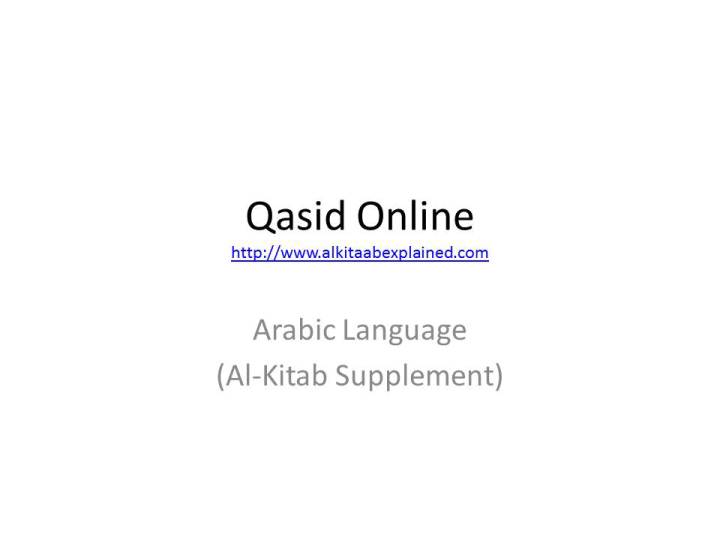 Qasid Online
http://www.alkitaabexplained.com
Arabic Language
(Al-Kitab Supplement)